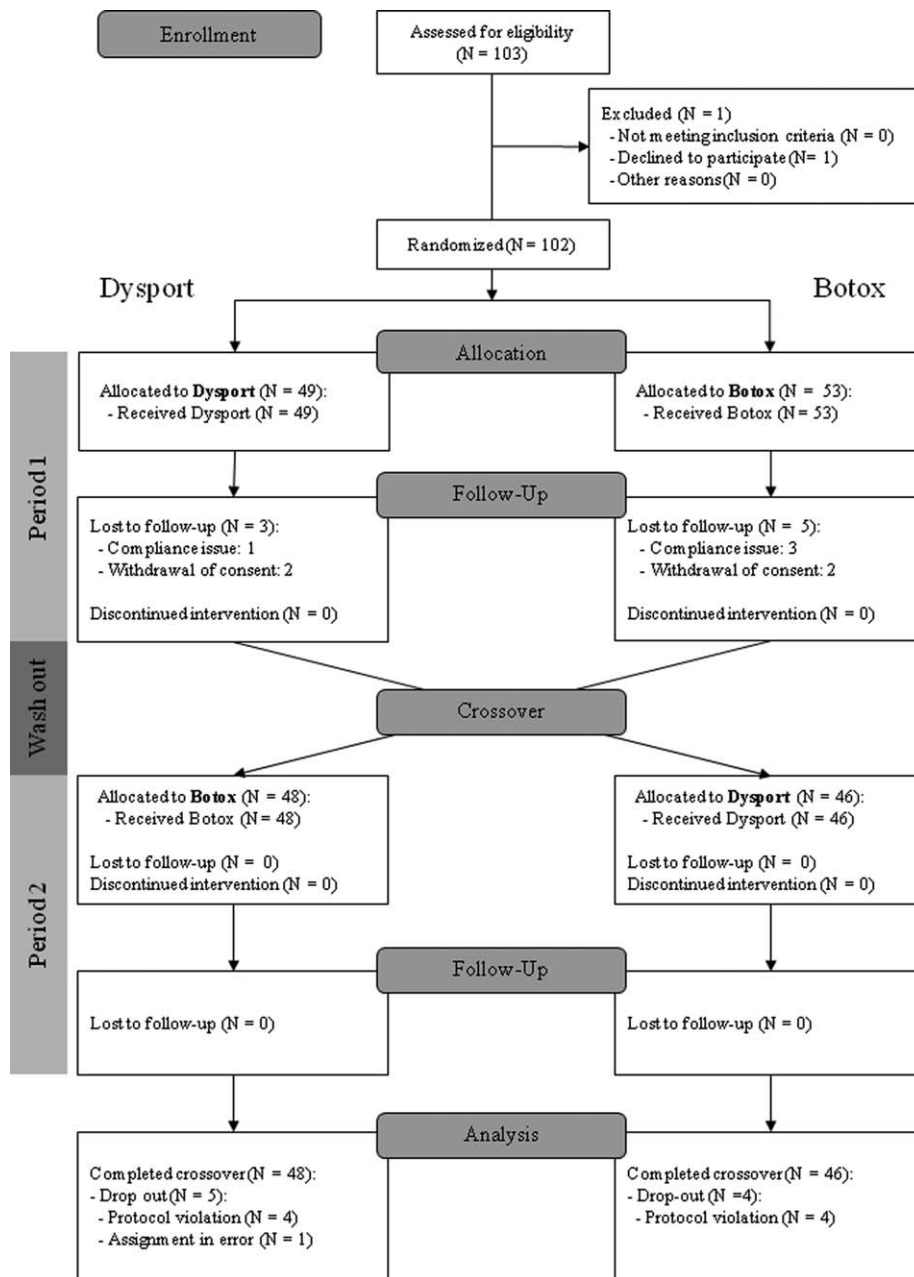 Enrollment
Assessed for eligibility
(N = 103)
Excluded (N = 1)
- Not meeting inclusion criteria (N = 0)
- Declined to participate (N= 1)
- Other reasons (N = 0)
Randomized (N = 102)
Dysport
Botox
Allocation
Period 1
Allocated to Dysport (N = 49):
- Received Dysport (N = 49)
Allocated to Botox (N = 53):
- Received Botox (N = 53)
Follow-Up
Lost to follow-up (N = 3):
- Compliance issue: 1
- Withdrawal of consent: 2
Discontinued intervention (N = 0)
Lost to follow-up (N = 5):
- Compliance issue: 3
- Withdrawal of consent: 2
Discontinued intervention (N = 0)
Wash out
Crossover
Period 2
Allocated to Botox (N = 48):
- Received Botox (N = 48)
Lost to follow-up (N = 0)
Discontinued intervention (N = 0)
Allocated to Dysport (N = 46):
- Received Dysport (N = 46)
Lost to follow-up (N = 0)
Discontinued intervention (N = 0)
Follow-Up
Lost to follow-up (N = 0)
Lost to follow-up (N = 0)
Analysis
Completed crossover (N = 48):
- Drop out (N = 5):
- Protocol violation (N = 4)
- Assignment in error (N = 1)
Completed crossover (N = 46):
- Drop-out (N =4):
- Protocol violation (N = 4)